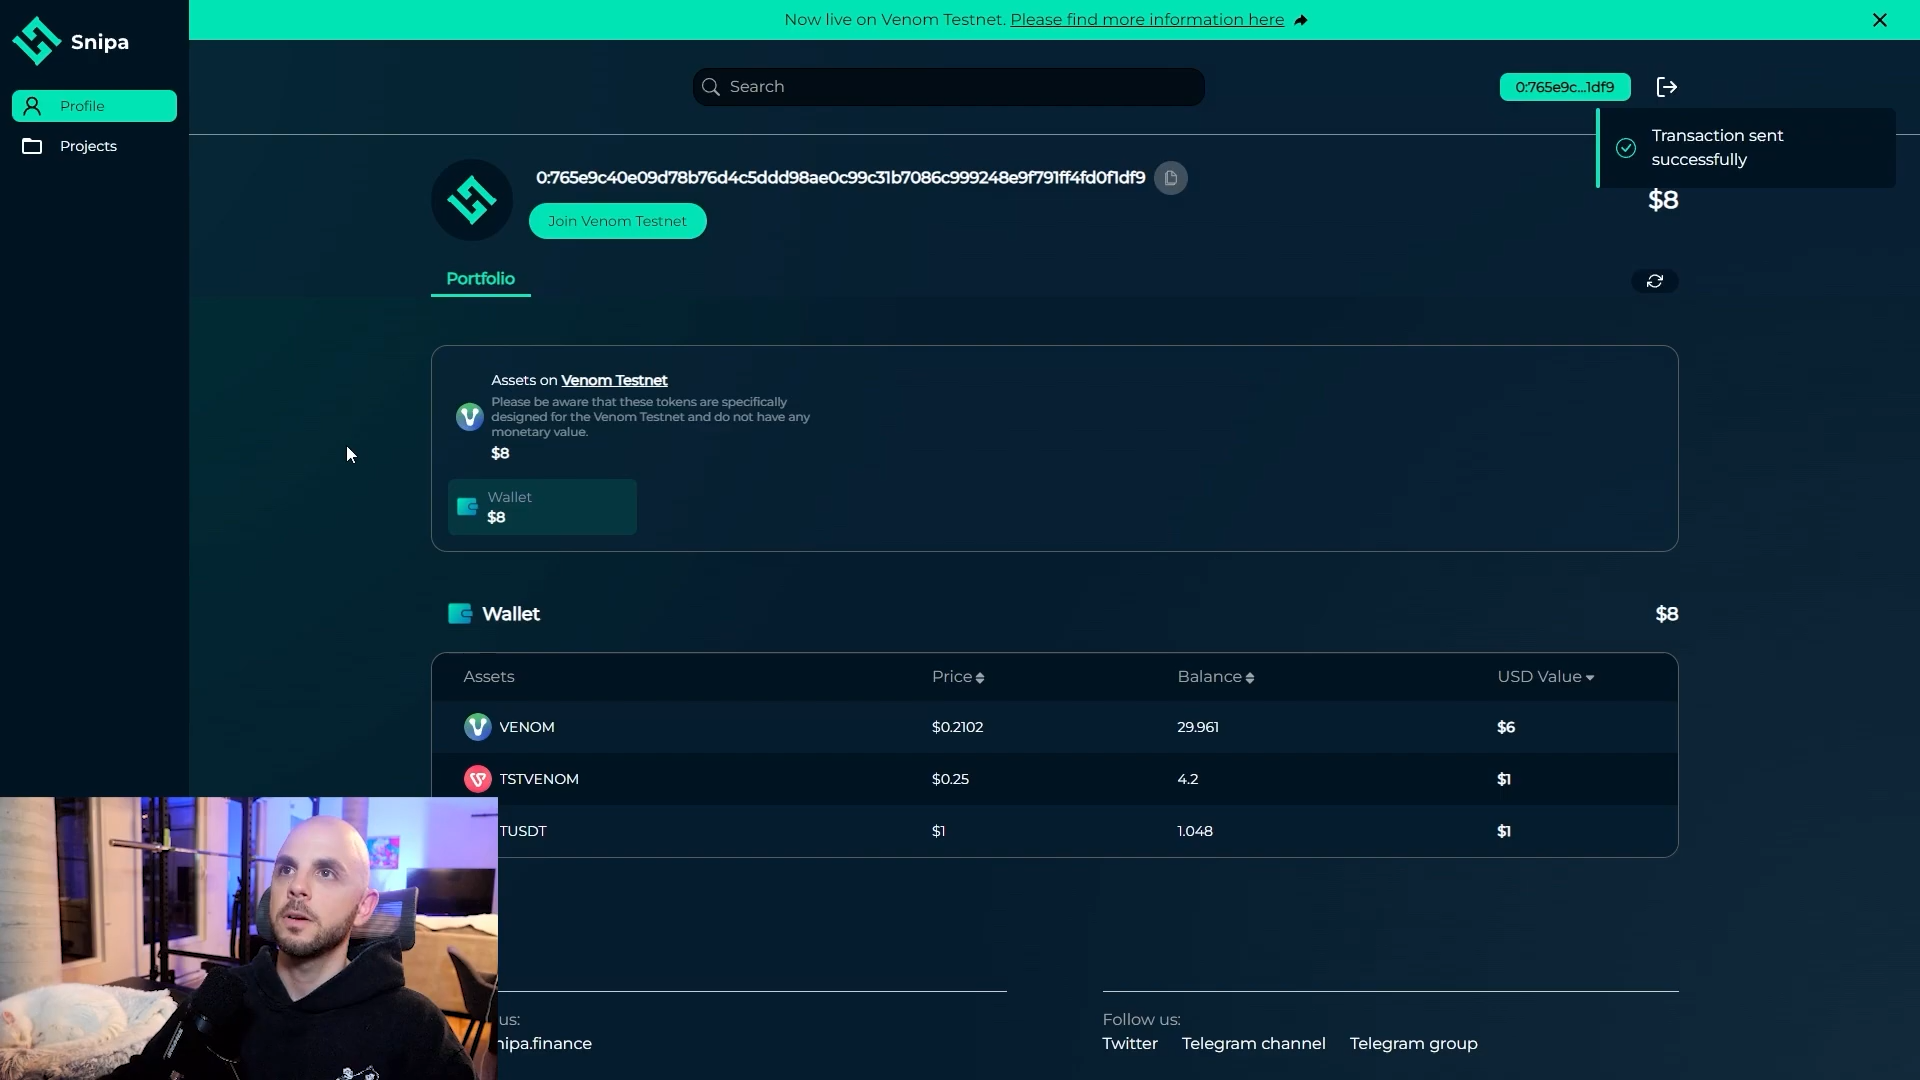 Now live on Venom Testnet. Please find more information here
Snipa
Search
0:765e9c...1df9
Profile
Projects
Transaction sent
successfully
0:765e9c40e09d78b76d4c5ddd98ae0c99c31b7086c999248e9f791ff4fd0f1df9
$8
Join Venom Testnet
Portfolio
Assets on Venom Testnet
Please be aware that these tokens are specifically
designed for the Venom Testnet and do not have any
monetary value.
$8
Wallet
$8
Wallet $8
Assets Price Balance USD Value
VENOM $0.2102 29.961 $6
TSTVENOM $0.25 4.2 $1
TUSDT $1 1.048 $1
us:
nipa.finance
Follow us:
Twitter Telegram channel Telegram group